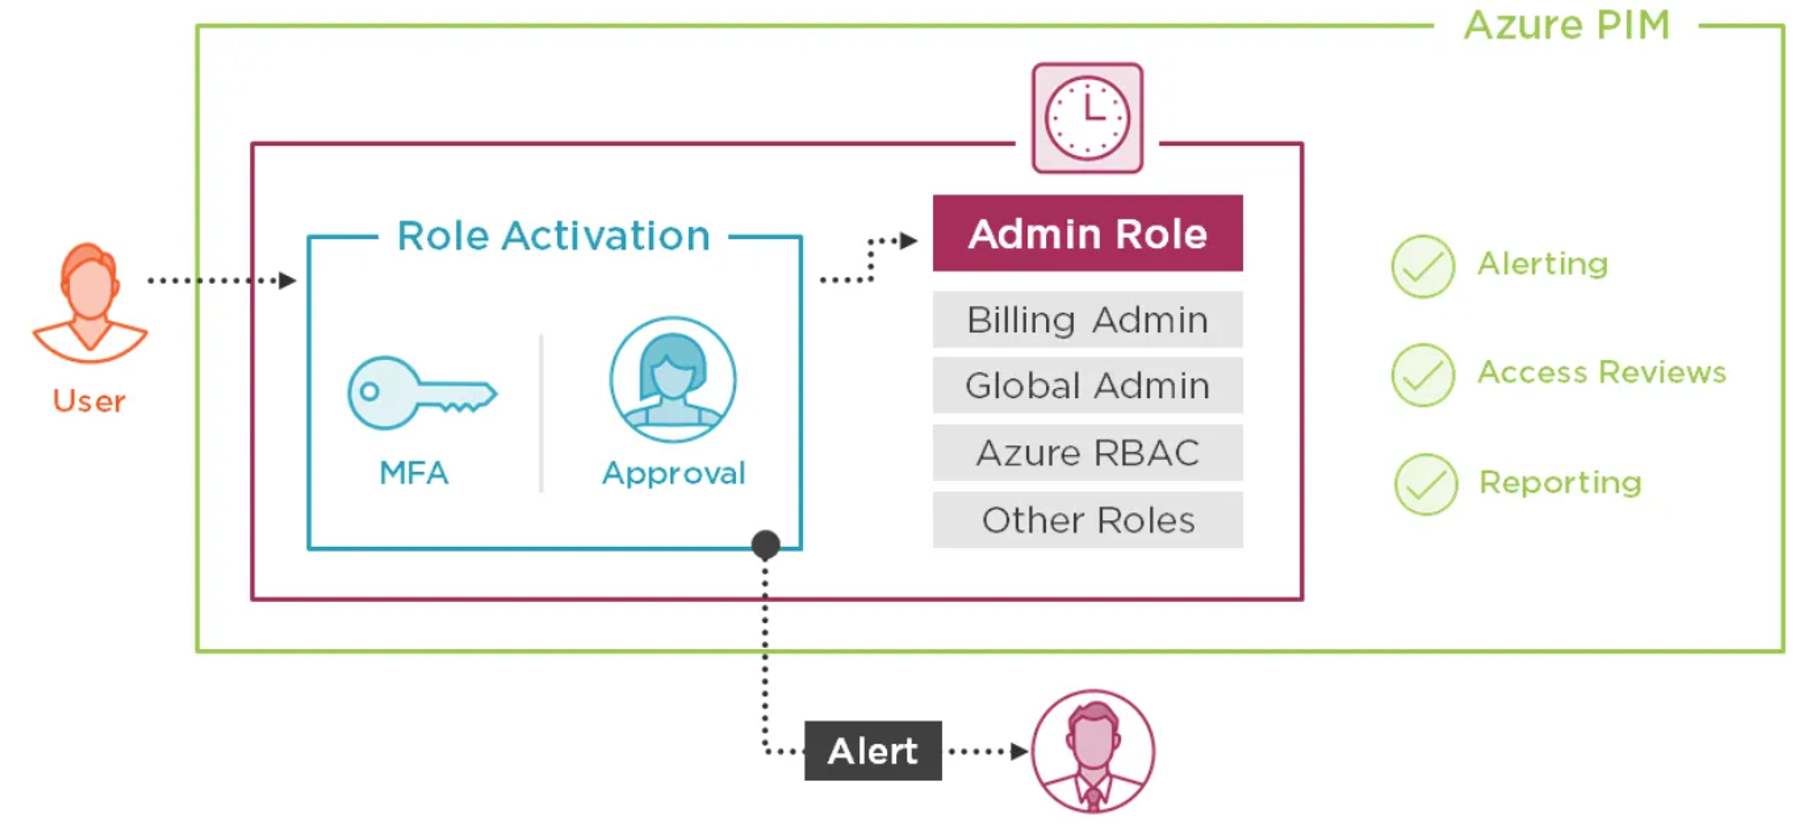 Azure PIM
Role Activation
Admin Role
Billing Admin
Global Admin
Azure RBAC
Other Roles
User
MFA
Approval
Alerting
Access Reviews
Reporting
Alert